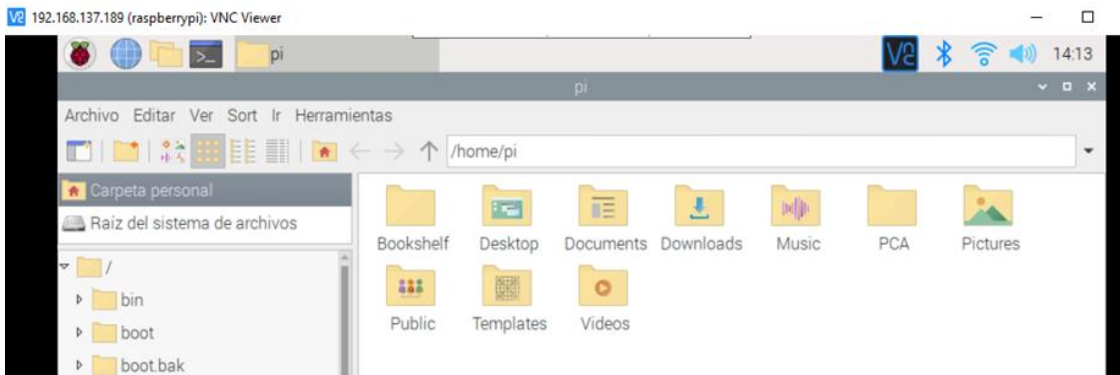 192.168.137.189 (raspberrypi): VNC Viewer
pi
14:13
pi
Archivo Editar Ver Sort Ir Herramientas
/home/pi
Carpeta personal
Raíz del sistema de archivos
Bookshelf Desktop Documents Downloads Music PCA Pictures
Public Templates Videos
/
bin
boot
boot.bak